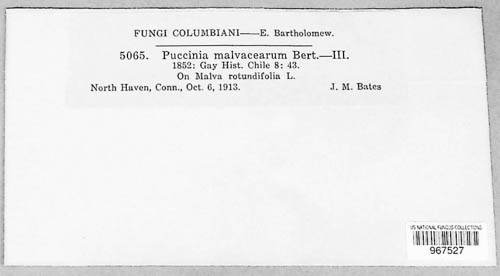 FUNGI COLUMBIANI——E. Bartholomew.
5065. Puccinia malvacearum Bert.—III.
1852: Gay Hist. Chile 8: 43.
On Malva rotundifolia L.
North Haven, Conn., Oct. 6, 1913. J. M. Bates
US NATIONAL FUNGUS COLLECTIONS
967527